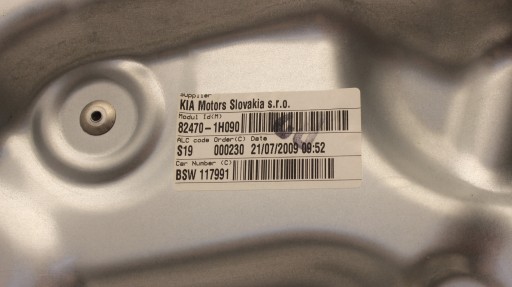 Supplier
KIA Motors Slovakia s.r.o.
Modul Id(M)
82470-1H090
ALC code Order(C) Date
S19 000230 21/07/2009 09:52
Car Number (C)
BSW 117991